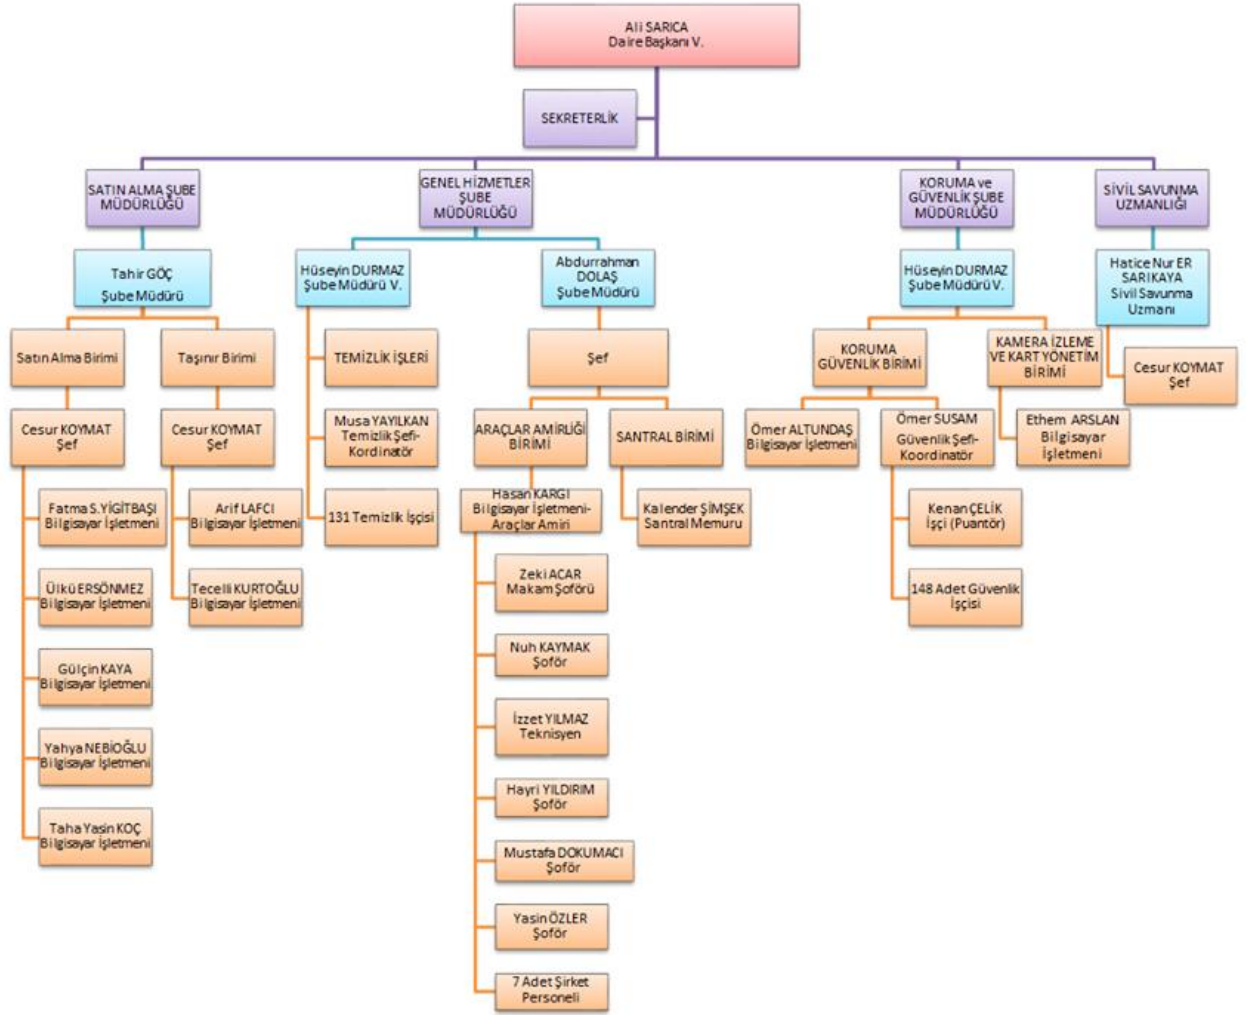 Ali SARICA
Daire Başkanı V.
SEKRETERLİK
SATIN ALMA ŞUBE
MÜDÜRLÜĞÜ
GENEL HİZMETLER
ŞUBE
MÜDÜRLÜĞÜ
KORUMA ve
GÜVENLİK ŞUBE
MÜDÜRLÜĞÜ
SİVİL SAVUNMA
UZMANLIĞI
Tahir GÖÇ
Şube Müdürü
Hüseyin DURMAZ
Şube Müdürü V.
Abdurrahman
DOLAŞ
Şube Müdürü
Hüseyin DURMAZ
Şube Müdürü V.
Hatice Nur ER
SARIKAYA
Sivil Savunma
Uzmanı
Satın Alma Birimi
Taşınır Birimi
TEMİZLİK İŞLERİ
Şef
KORUMA
GÜVENLİK BİRİMİ
KAMERA İZLEME
VE KART YÖNETİM
BİRİMİ
Cesur KOYMAT
Şef
Cesur KOYMAT
Şef
Cesur KOYMAT
Şef
Musa YAYILKAN
Temizlik Şefi-
Kordinatör
ARAÇLAR AMİRLİĞİ
BİRİMİ
SANTRAL BİRİMİ
Ömer ALTUNDAŞ
Bilgisayar İşletmeni
Ömer SUSAM
Güvenlik Şefi-
Koordinatör
Ethem ARSLAN
Bilgisayar
İşletmeni
Fatma S.YİGİTBAŞI
Bilgisayar İşletmeni
Arif LAFCI
Bilgisayar İşletmeni
131 Temizlik İşçisi
Hasan KARGI
Bilgisayar İşletmeni-
Araçlar Amiri
Kalender ŞİMŞEK
Santral Memuru
Kenan ÇELİK
İşçi (Puantör)
Ülkü ERSÖNMEZ
Bilgisayar İşletmeni
Tecelli KURTOĞLU
Bilgisayar İşletmeni
Zeki ACAR
Makam Şoförü
148 Adet Güvenlik
İşçisi
Gülçin KAYA
Bilgisayar İşletmeni
Nuh KAYMAK
Şoför
Yahya NEBİOĞLU
Bilgisayar İşletmeni
İzzet YILMAZ
Teknisyen
Taha Yasin KOÇ
Bilgisayar İşletmeni
Hayri YILDIRIM
Şoför
Mustafa DOKUMACI
Şoför
Yasin ÖZLER
Şoför
7 Adet Şirket
Personeli